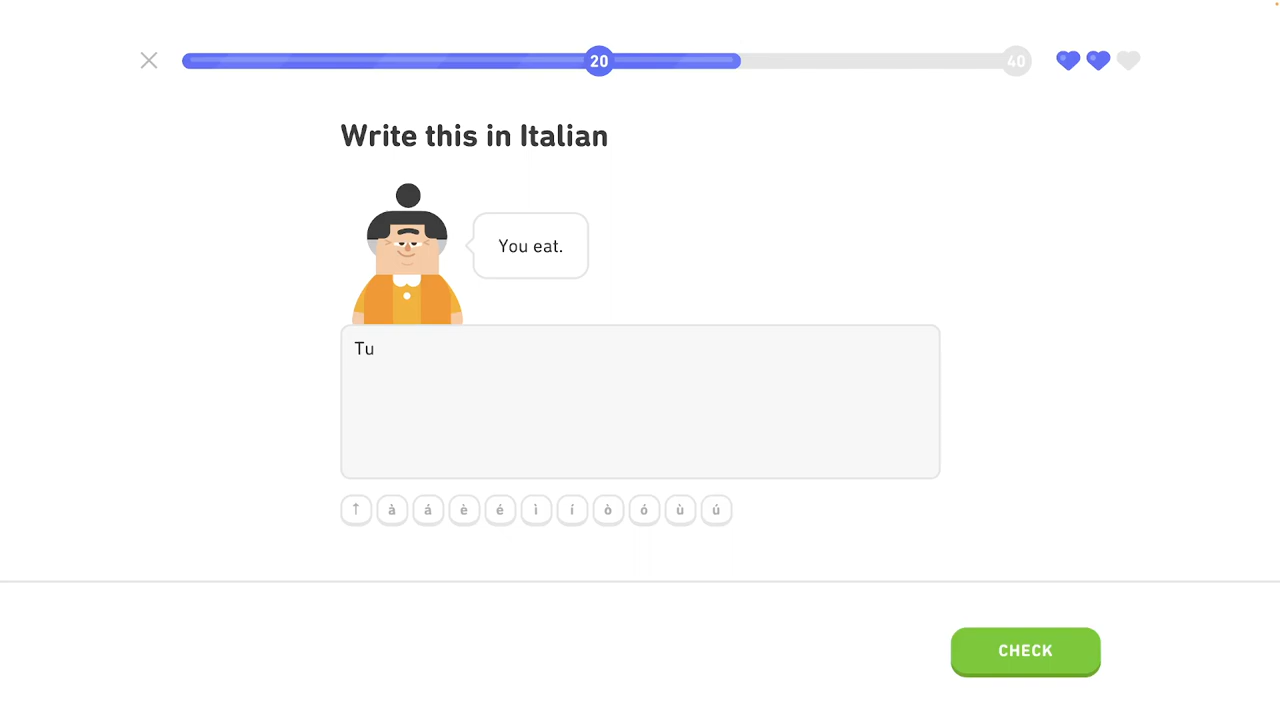 20
40
Write this in Italian
You eat.
Tu
↑ à á è é ì í ò ó ù ú
CHECK